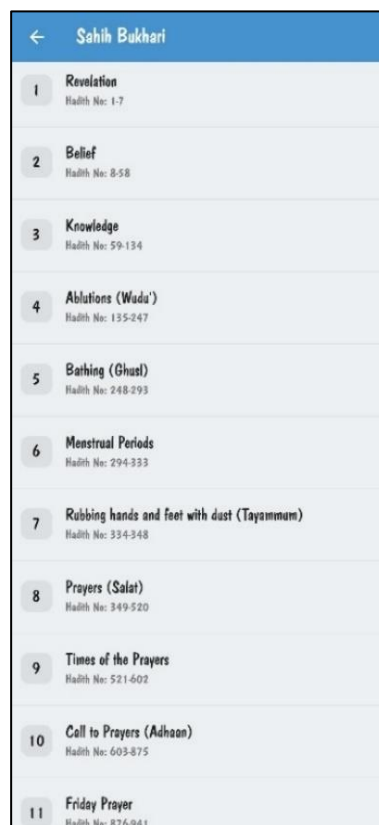 Sahih Bukhari
1
Revelation
Hadith No: 1-7
2
Belief
Hadith No: 8-58
3
Knowledge
Hadith No: 59-134
4
Ablutions (Wudu')
Hadith No: 135-247
5
Bathing (Ghusl)
Hadith No: 248-293
6
Menstrual Periods
Hadith No: 294-333
7
Rubbing hands and feet with dust (Tayammum)
Hadith No: 334-348
8
Prayers (Salat)
Hadith No: 349-520
9
Times of the Prayers
Hadith No: 521-602
10
Call to Prayers (Adhaan)
Hadith No: 603-875
11
Friday Prayer
Hadith No: 876-941